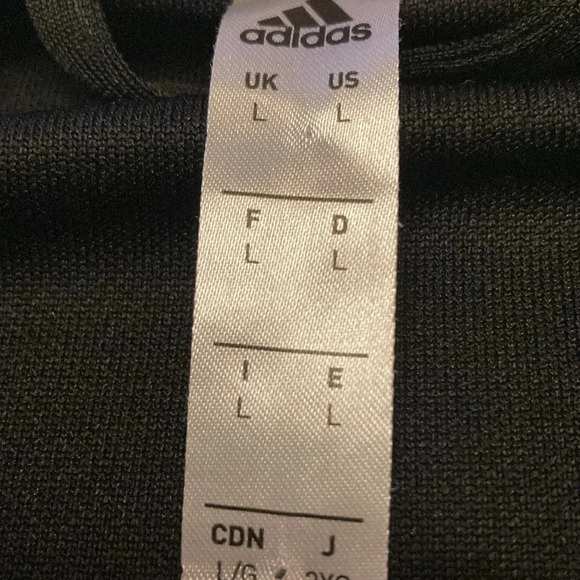 adidas
UK US
L L
F D
L L
I E
L L
CDN J
L/G